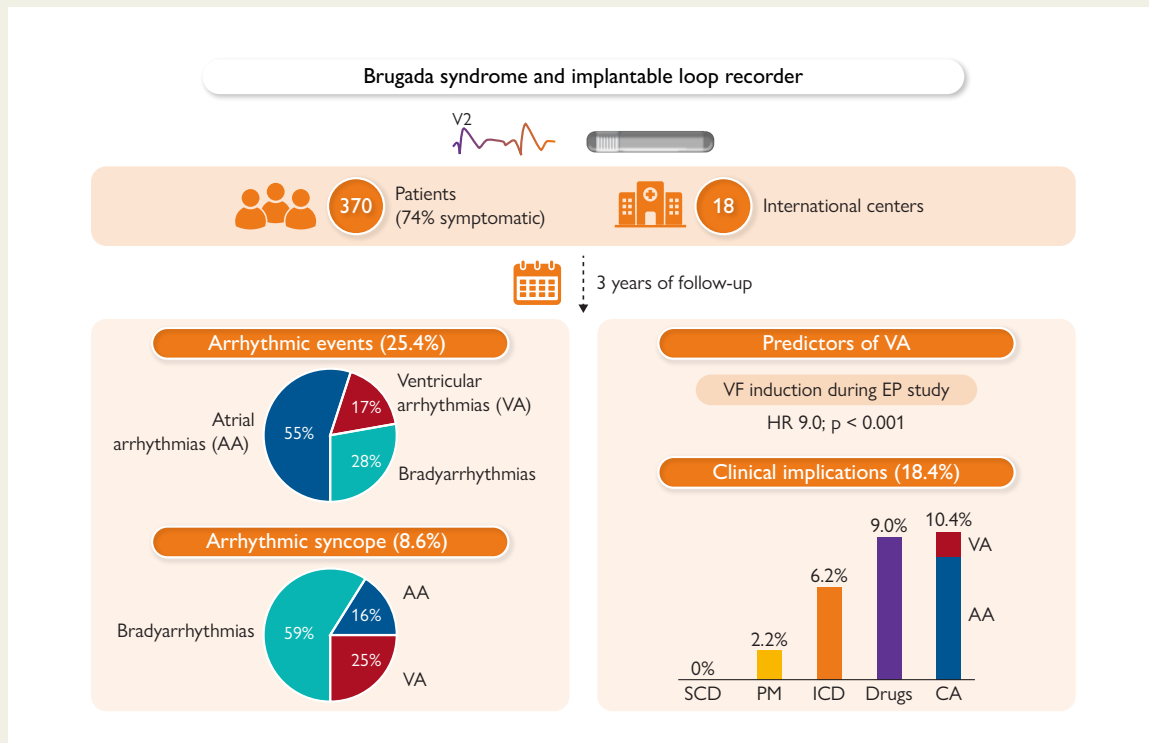 Brugada syndrome and implantable loop recorder
V2
370
Patients
(74% symptomatic)
18
International centers
3 years of follow-up
Arrhythmic events (25.4%)
Atrial
arrhythmias (AA)
55%
17%
28%
Ventricular
arrhythmias (VA)
Bradyarrhythmias
Arrhythmic syncope (8.6%)
Bradyarrhythmias
59%
16%
25%
AA
VA
Predictors of VA
VF induction during EP study
HR 9.0; p < 0.001
Clinical implications (18.4%)
0%
2.2%
6.2%
9.0%
10.4%
VA
AA
SCD
PM
ICD
Drugs
CA